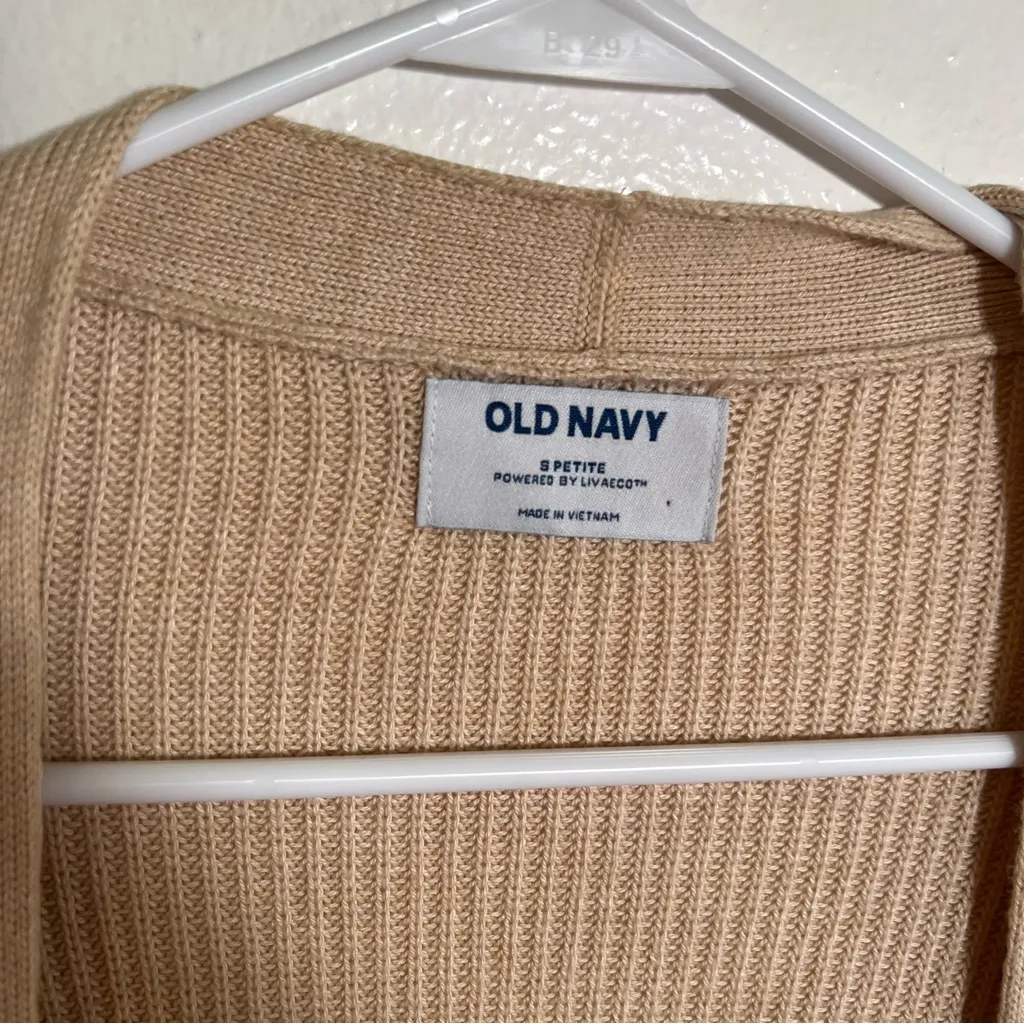 OLD NAVY
S PETITE
POWERED BY LIVAECO™
MADE IN VIETNAM